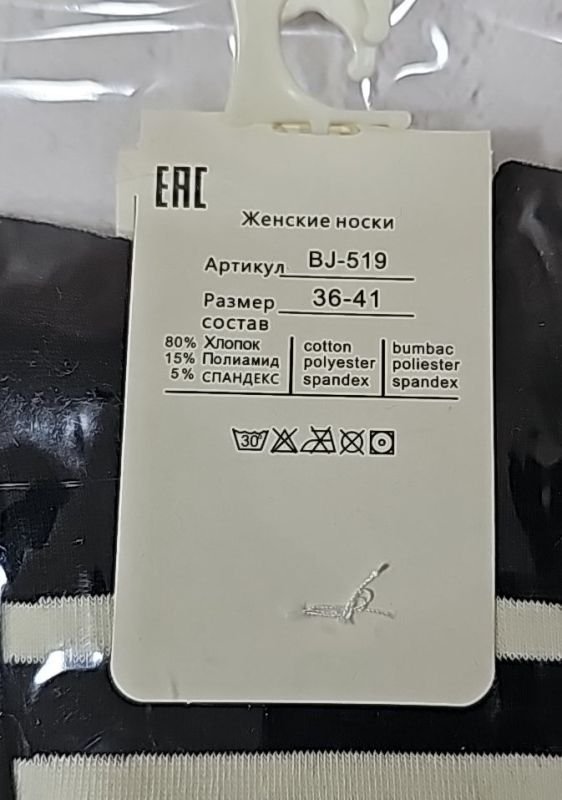 EAC
Женские носки
Артикул BJ-519
Размер 36-41
состав
80% Хлопок cotton bumbac
15% Полиамид polyester poliester
5% СПАНДЕКС spandex spandex
30°